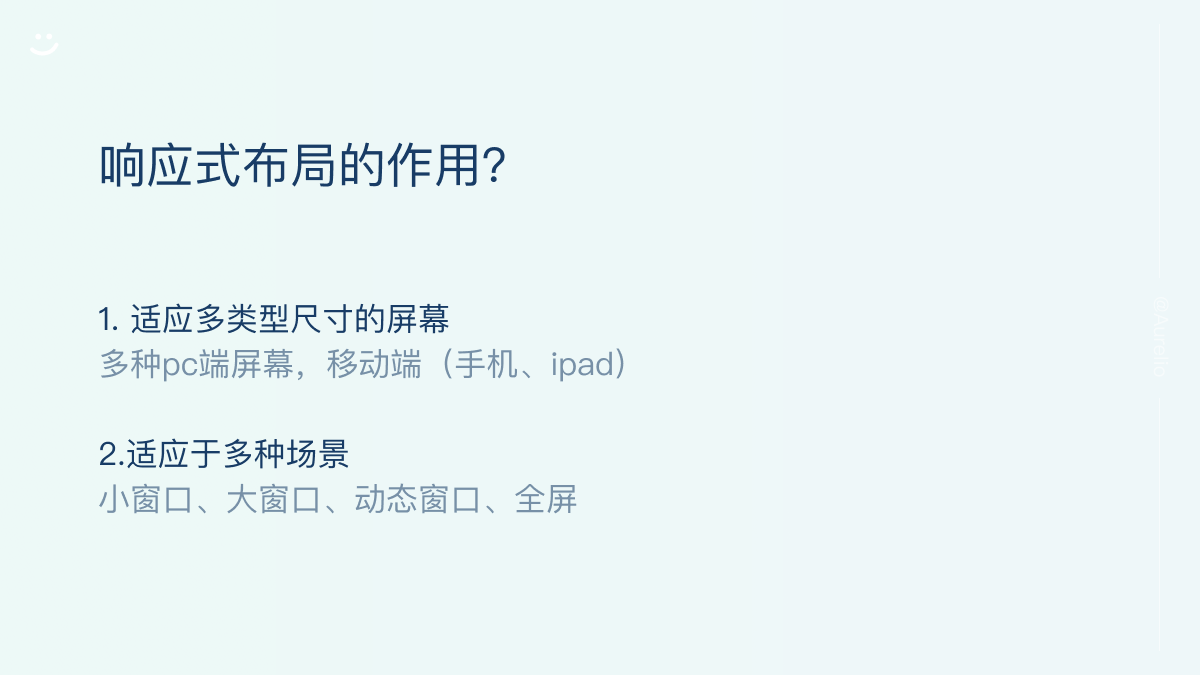 响应式布局的作用?
1. 适应多类型尺寸的屏幕
多种pc端屏幕，移动端（手机、ipad）
2.适应于多种场景
小窗口、大窗口、动态窗口、全屏